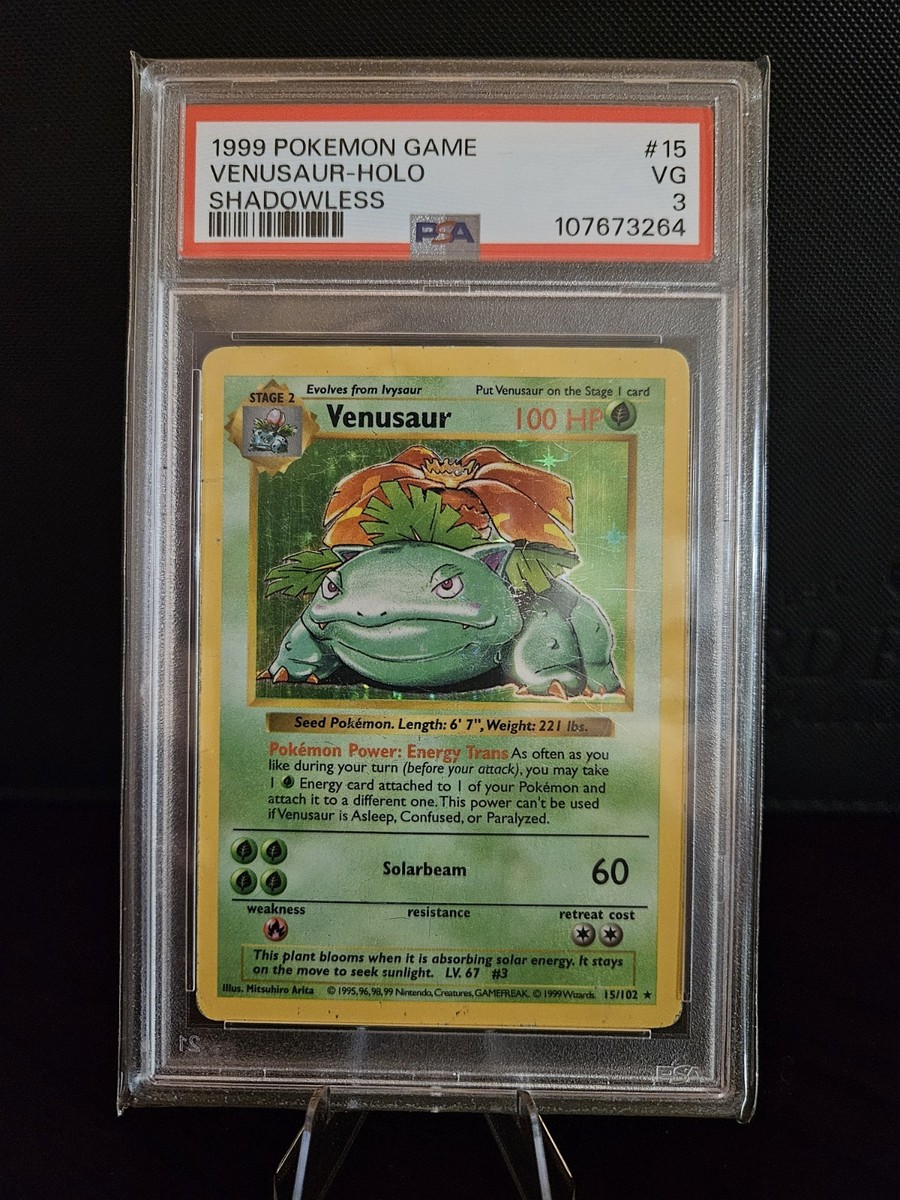 1999 POKEMON GAME #15
VENUSAUR-HOLO VG
SHADOWLESS 3
PSA 107673264
Evolves from Ivysaur Put Venusaur on the Stage 1 card
STAGE 2
Venusaur 100 HP
Seed Pokémon. Length: 6' 7", Weight: 221 lbs.
Pokémon Power: Energy Trans As often as you
like during your turn (before your attack), you may take
1 Energy card attached to 1 of your Pokémon and
attach it to a different one. This power can't be used
if Venusaur is Asleep, Confused, or Paralyzed.
Solarbeam 60
weakness resistance retreat cost
This plant blooms when it is absorbing solar energy. It stays
on the move to seek sunlight. LV. 67 #3
Illus. Mitsuhiro Arita © 1995, 96, 98, 99 Nintendo, Creatures, GAMEFREAK. © 1999 Wizards. 15/102 ★
PSA